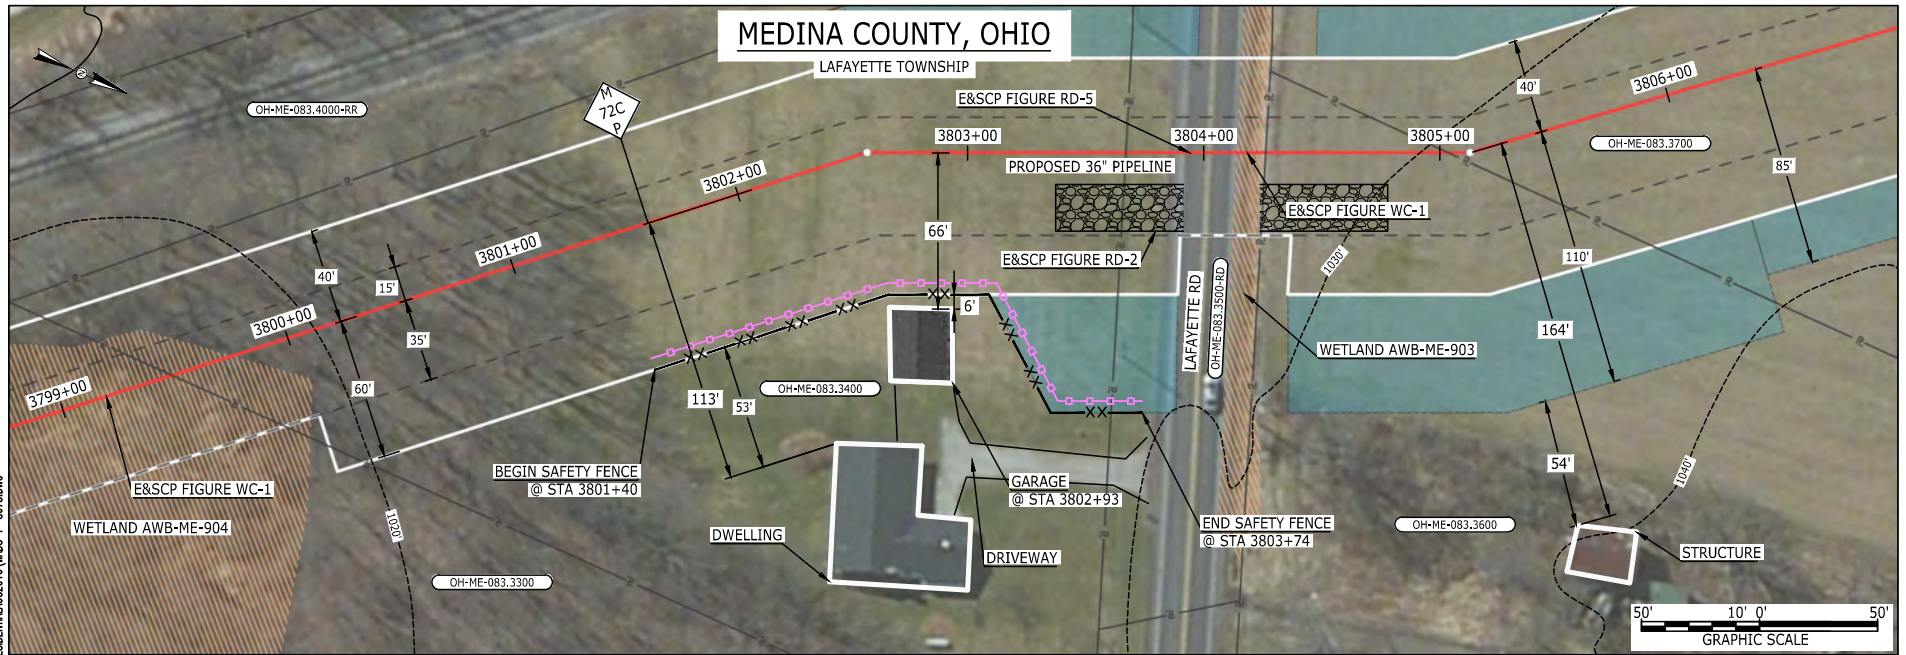 MEDINA COUNTY, OHIO
LAFAYETTE TOWNSHIP
N
OH-ME-083.4000-RR
M
72C
P
E&SCP FIGURE RD-5
3806+00
40'
3803+00
3804+00
3805+00
OH-ME-083.3700
PROPOSED 36" PIPELINE
85'
3802+00
E&SCP FIGURE WC-1
66'
3801+00
E&SCP FIGURE RD-2
1030'
110'
40'
15'
6'
LAFAYETTE RD
OH-ME-083.3500-RD
3800+00
35'
164'
WETLAND AWB-ME-903
3799+00
60'
OH-ME-083.3400
113'
53'
BEGIN SAFETY FENCE
@ STA 3801+40
54'
1040'
E&SCP FIGURE WC-1
GARAGE
@ STA 3802+93
WETLAND AWB-ME-904
1020'
END SAFETY FENCE
@ STA 3803+74
OH-ME-083.3600
DWELLING
DRIVEWAY
STRUCTURE
OH-ME-083.3300
50' 10' 0' 50'
GRAPHIC SCALE